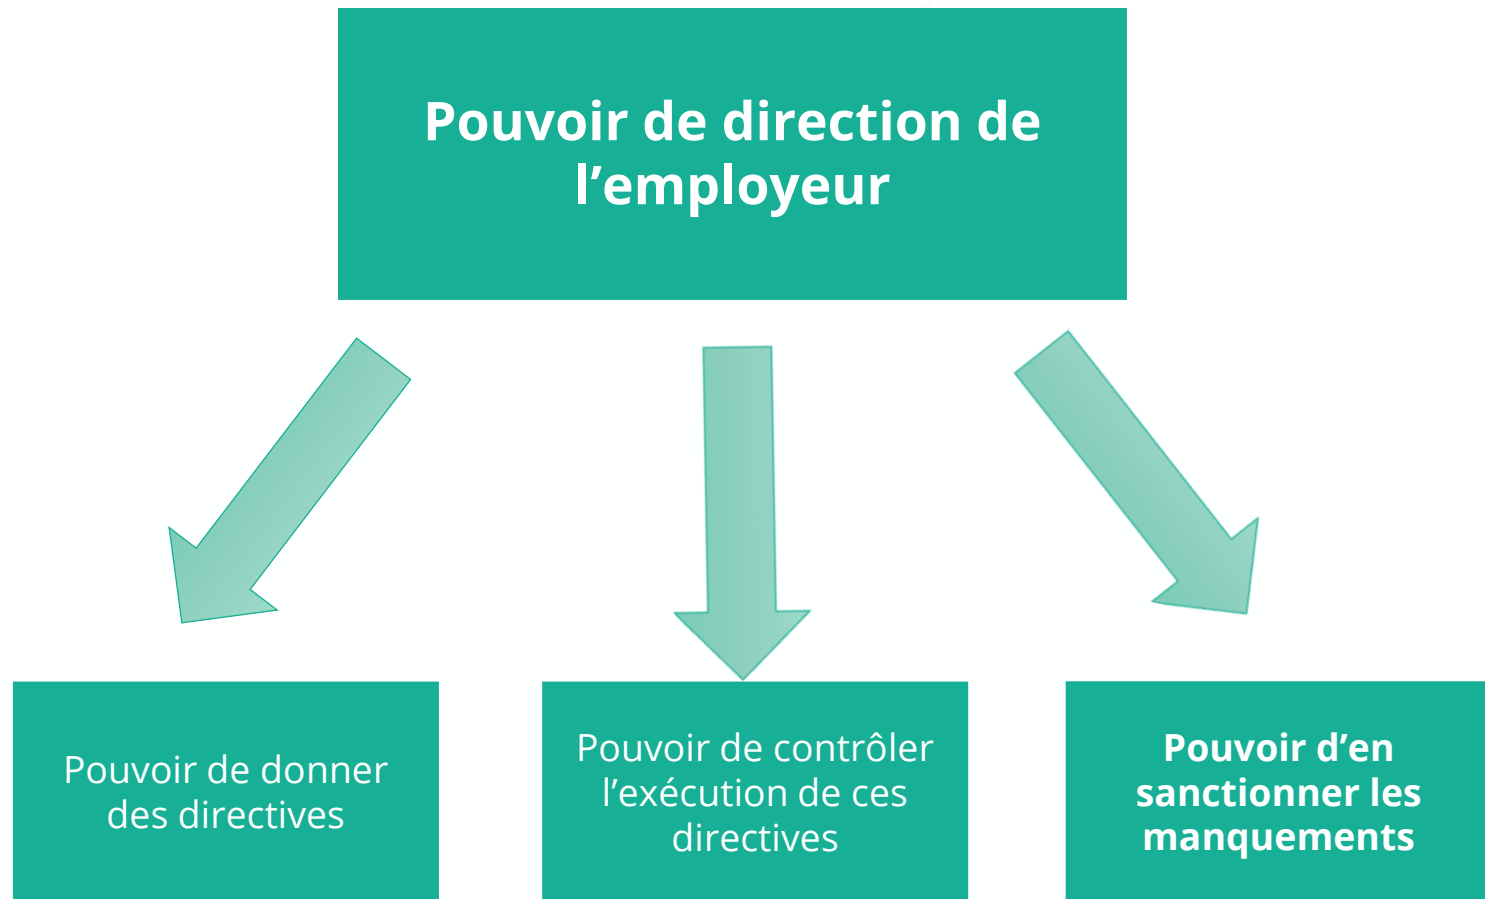 Pouvoir de direction de
l’employeur
Pouvoir de donner
des directives
Pouvoir de contrôler
l’exécution de ces
directives
Pouvoir d’en
sanctionner les
manquements